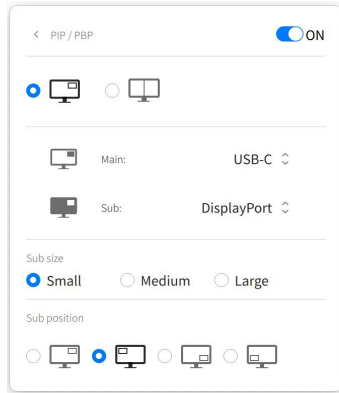 PIP / PBP ON
Main: USB-C
Sub: DisplayPort
Sub size
Small Medium Large
Sub position